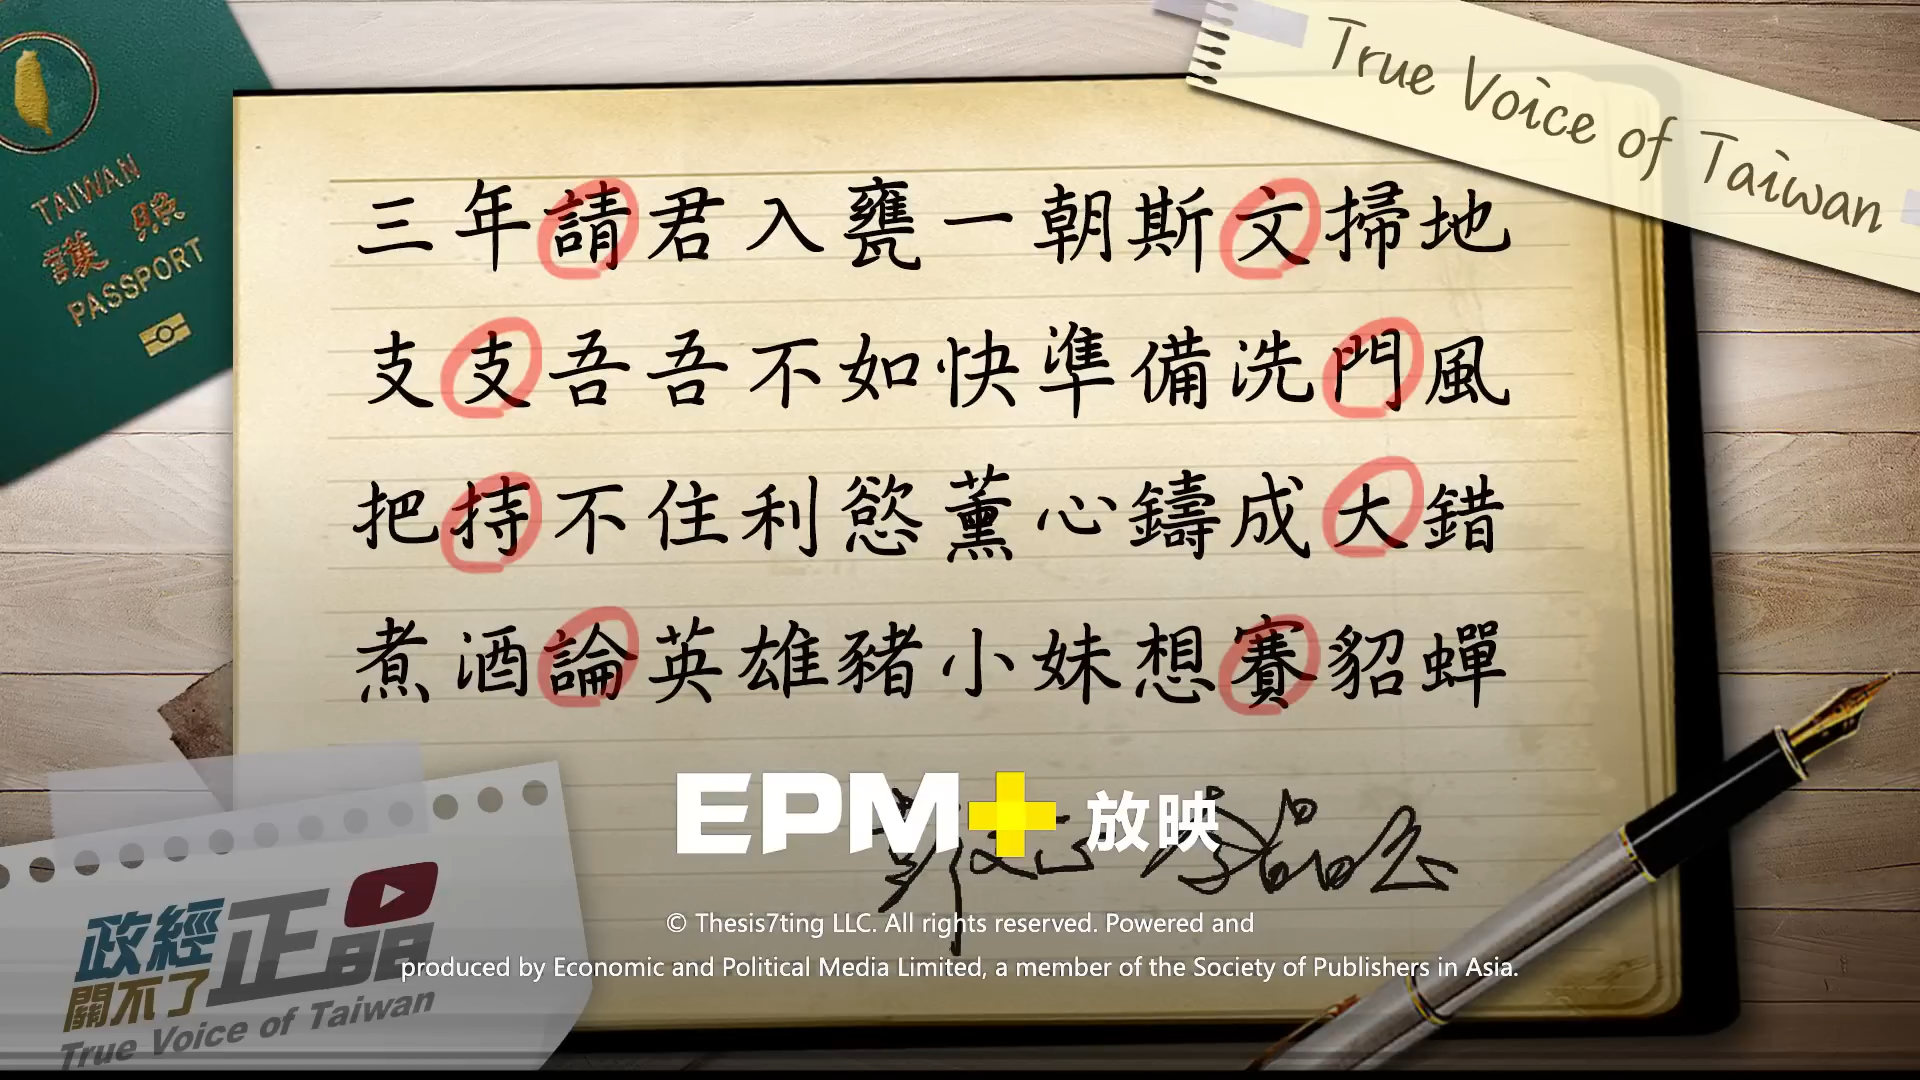 True Voice of Taiwan
TAIWAN
護照
PASSPORT
三年請君入甕一朝斯文掃地
支支吾吾不如快準備洗門風
把持不住利慾薰心鑄成大錯
煮酒論英雄豬小妹想賽貂蟬
EPM+ 放映
© Thesis7ting LLC. All rights reserved. Powered and
produced by Economic and Political Media Limited, a member of the Society of Publishers in Asia.
政經正晶
關不了
True Voice of Taiwan